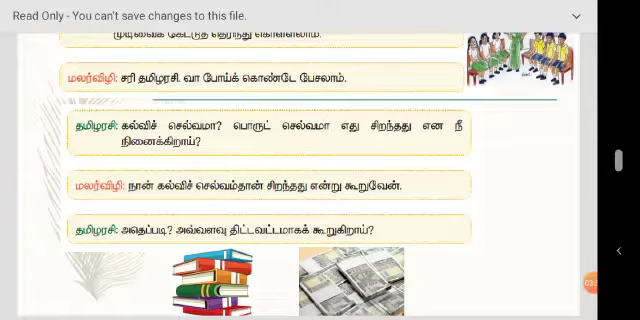 Read Only - You can't save changes to this file.
முடிவைக் கேட்டுத் தெரிந்து கொள்ளலாம்.
மலர்விழி: சரி தமிழரசி. வா போய்க் கொண்டே பேசலாம்.
தமிழரசி: கல்விச் செல்வமா? பொருட் செல்வமா எது சிறந்தது என நீ
நினைக்கிறாய்?
மலர்விழி: நான் கல்விச் செல்வம்தான் சிறந்தது என்று கூறுவேன்.
தமிழரசி: அதெப்படி? அவ்வளவு திட்டவட்டமாகக் கூறுகிறாய்?